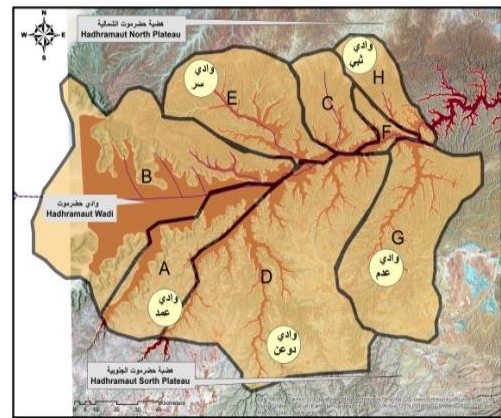 هضبة حضرموت الشمالية
Hadhramaut North Plateau
N
W
E
S
وادي
ثبي
H
وادي
سر
E
C
F
B
وادي حضرموت
Hadhramaut Wadi
G
وادي
عدم
A
D
وادي
عمد
وادي
دوعن
هضبة حضرموت الجنوبية
Hadhramaut Sorth Plateau